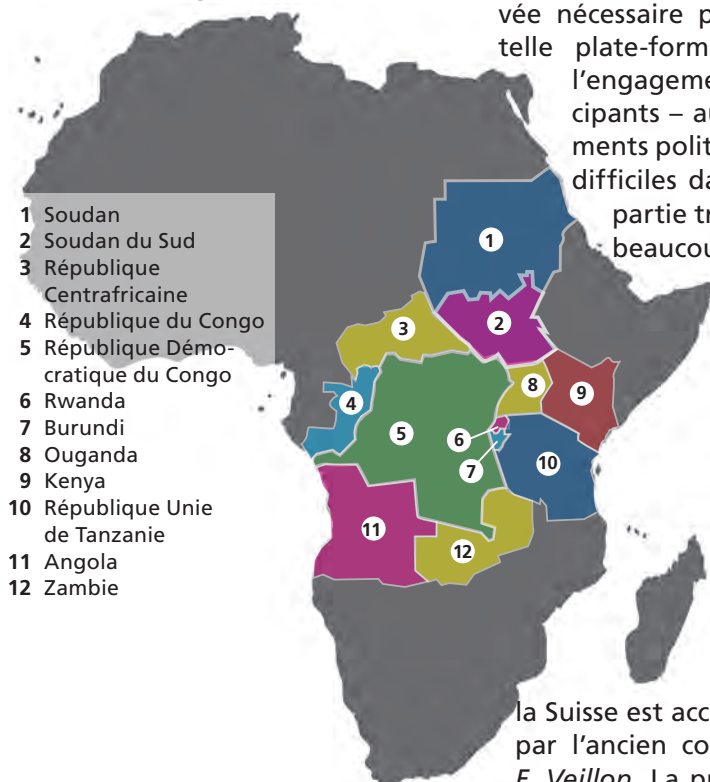 vée nécessaire p
telle plate-form
l'engageme
cipants – au
ments polit
difficiles da
partie tr
beaucou
1 Soudan
2 Soudan du Sud
3 République
Centrafricaine
4 République du Congo
5 République Démo-
cratique du Congo
6 Rwanda
7 Burundi
8 Ouganda
9 Kenya
10 République Unie
de Tanzanie
11 Angola
12 Zambie
1
2
3
4
5
6
7
8
9
10
11
12
la Suisse est acc
par l'ancien co